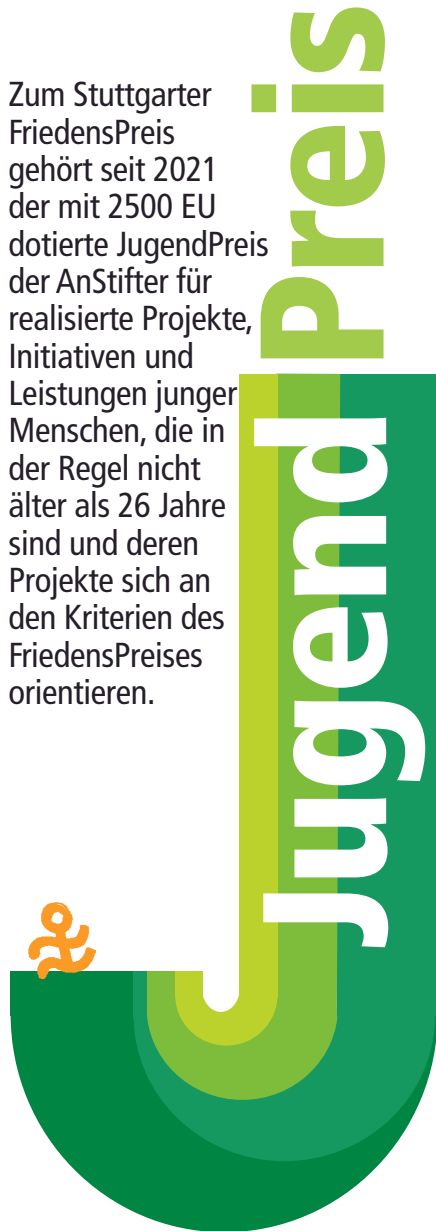 Zum Stuttgarter
FriedensPreis
gehört seit 2021
der mit 2500 EU
dotierte JugendPreis
der AnStifter für
realisierte Projekte,
Initiativen und
Leistungen junger
Menschen, die in
der Regel nicht
älter als 26 Jahre
sind und deren
Projekte sich an
den Kriterien des
FriedensPreises
orientieren.
JugendPreis